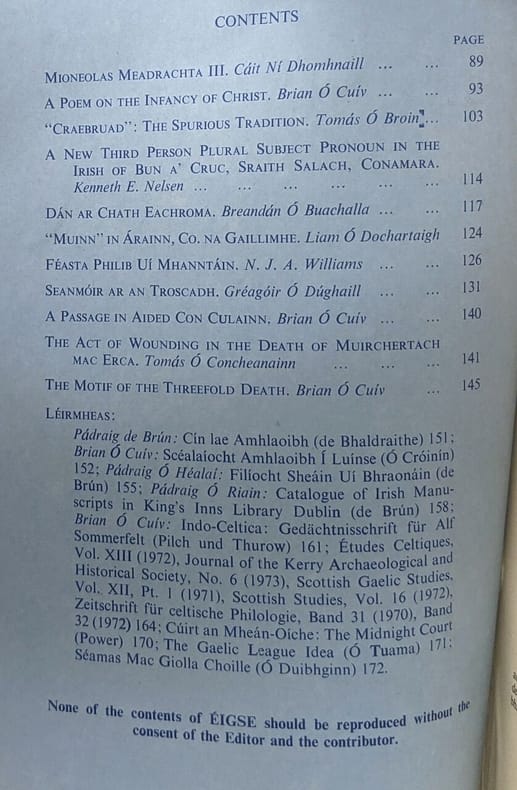 CONTENTS
PAGE
MIONEOLAS MEADRACHTA III. Cáit Ní Dhomhnaill ... ... 89
A POEM ON THE INFANCY OF CHRIST. Brian Ó Cuív ... ... 93
“CRAEBRUAD”: THE SPURIOUS TRADITION. Tomás Ó Broin ... 103
A NEW THIRD PERSON PLURAL SUBJECT PRONOUN IN THE
IRISH OF BUN A' CRUC, SRAITH SALACH, CONAMARA.
Kenneth E. Nelsen ... ... ... ... ... ... 114
DÁN AR CHATH EACHROMA. Breandán Ó Buachalla ... ... 117
“MUINN” IN ÁRAINN, CO. NA GAILLIMHE. Liam Ó Dochartaigh 124
FÉASTA PHILIB UÍ MHANNTÁIN. N. J. A. Williams ... ... 126
SEANMÓIR AR AN TROSCADH. Gréagóir Ó Dúghaill ... ... 131
A PASSAGE IN AIDED CON CULAINN. Brian Ó Cuív ... ... 140
THE ACT OF WOUNDING IN THE DEATH OF MUIRCHERTACH
MAC ERCA. Tomás Ó Concheanainn ... ... ... 141
THE MOTIF OF THE THREEFOLD DEATH. Brian Ó Cuív ... 145
LÉIRMHEAS:
Pádraig de Brún: Cín lae Amhlaoibh (de Bhaldraithe) 151;
Brian Ó Cuív: Scéalaíocht Amhlaoibh Í Luínse (Ó Cróinín)
152; Pádraig Ó Héalaí: Filíocht Sheáin Uí Bhraonáin (de
Brún) 155; Pádraig Ó Riain: Catalogue of Irish Manu-
scripts in King's Inns Library Dublin (de Brún) 158;
Brian Ó Cuív: Indo-Celtica: Gedächtnisschrift für Alf
Sommerfelt (Pilch und Thurow) 161; Études Celtiques,
Vol. XIII (1972), Journal of the Kerry Archaeological and
Historical Society, No. 6 (1973), Scottish Gaelic Studies,
Vol. XII, Pt. 1 (1971), Scottish Studies, Vol. 16 (1972),
Zeitschrift für celtische Philologie, Band 31 (1970), Band
32 (1972) 164; Cúirt an Mheán-Oíche: The Midnight Court
(Power) 170; The Gaelic League Idea (Ó Tuama) 171;
Séamas Mac Giolla Choille (Ó Duibhginn) 172.
None of the contents of ÉIGSE should be reproduced without the
consent of the Editor and the contributor.